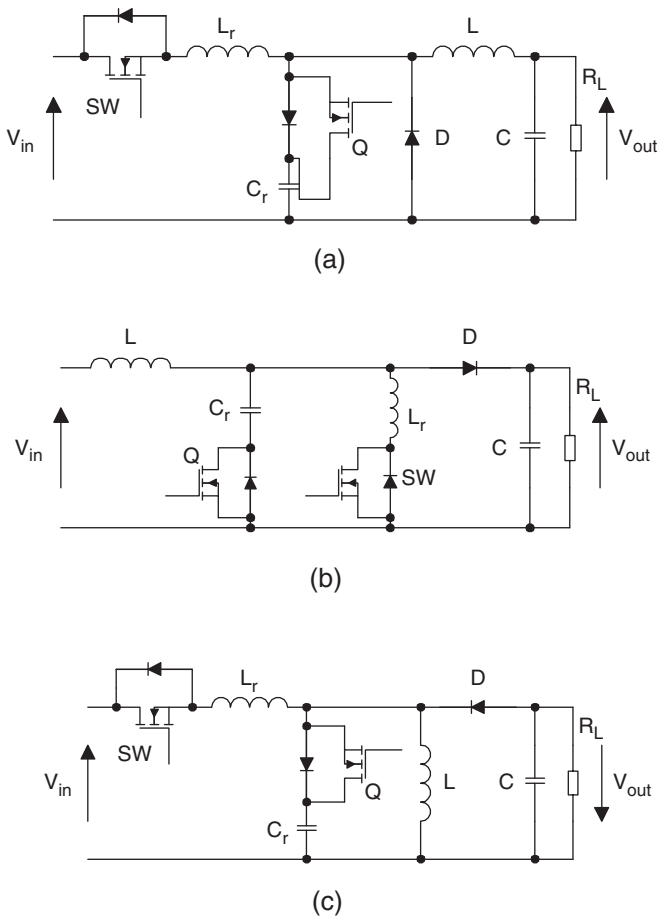 L_r
L
R_L
SW
V_in
Q
D
C
V_out
C_r
(a)
L
D
C_r
L_r
R_L
V_in
Q
SW
C
V_out
(b)
L_r
D
R_L
SW
V_in
Q
L
C
V_out
C_r
(c)